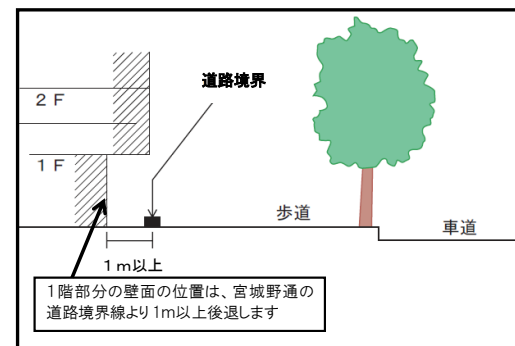 道路境界
2F
1F
歩道
車道
1m以上
1階部分の壁面の位置は、宮城野通の
道路境界線より1m以上後退します